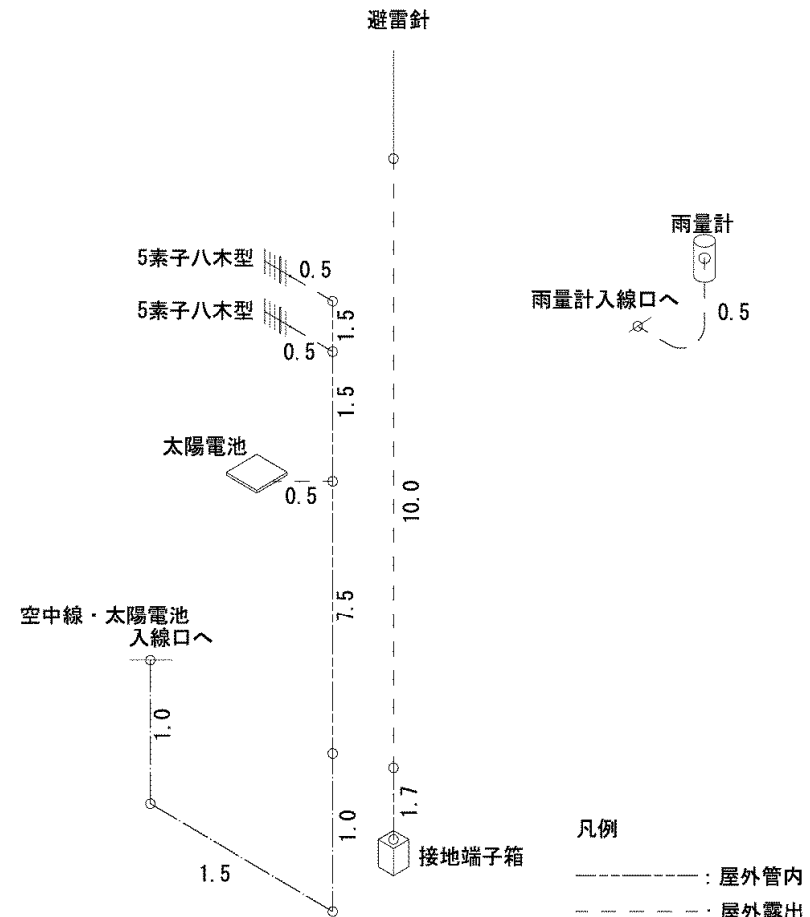 避雷針
雨量計
5素子八木型
0.5
雨量計入線口へ
0.5
5素子八木型
0.5
1.5
1.5
太陽電池
0.5
10.0
7.5
空中線・太陽電池
入線口へ
1.0
1.0
1.7
接地端子箱
1.5
凡例
：屋外管内
：屋外露出